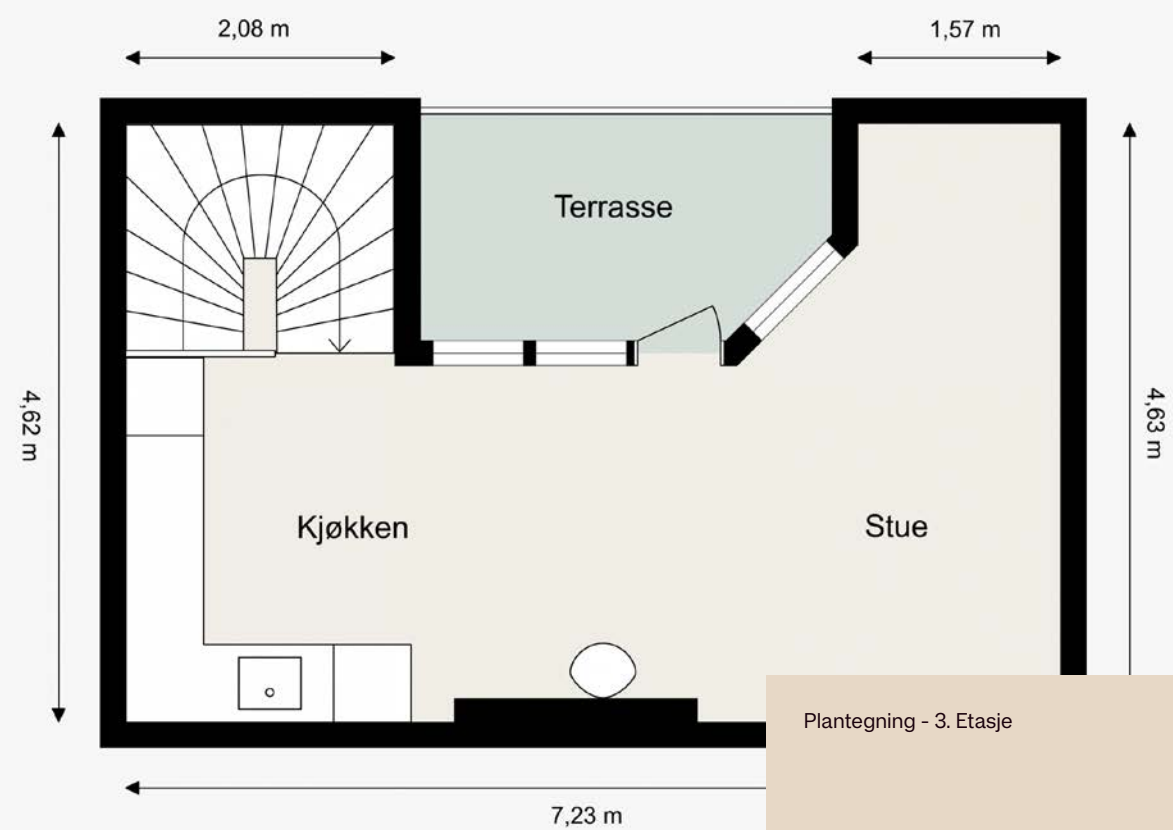 2,08 m
1,57 m
Terrasse
4,62 m
4,63 m
Kjøkken
Stue
Plantegning - 3. Etasje
7,23 m